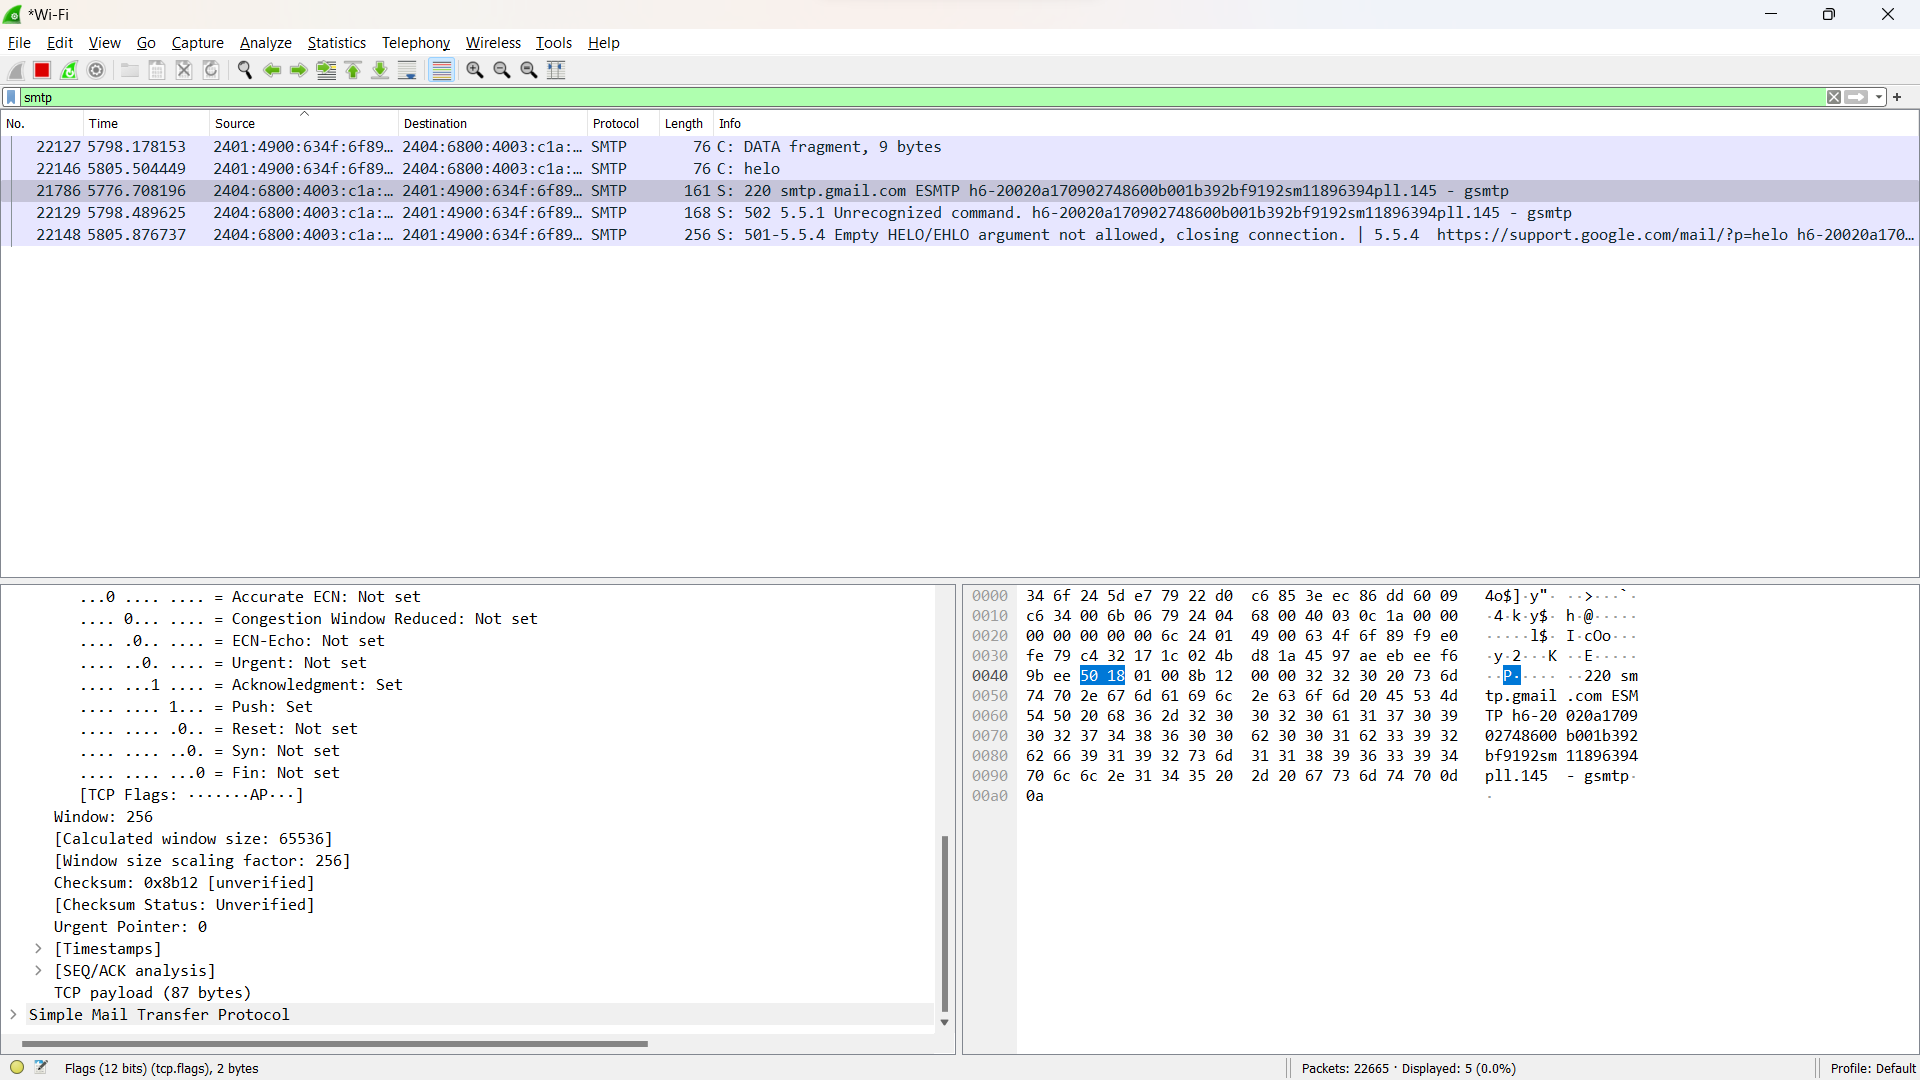 *Wi-Fi
File Edit View Go Capture Analyze Statistics Telephony Wireless Tools Help
smtp
No. Time Source Destination Protocol Length Info
22127 5798.178153 2401:4900:634f:6f89… 2404:6800:4003:c1a:… SMTP 76 C: DATA fragment, 9 bytes
22146 5805.504449 2401:4900:634f:6f89… 2404:6800:4003:c1a:… SMTP 76 C: helo
21786 5776.708196 2404:6800:4003:c1a:… 2401:4900:634f:6f89… SMTP 161 S: 220 smtp.gmail.com ESMTP h6-20020a170902748600b001b392bf9192sm11896394pll.145 - gsmtp
22129 5798.489625 2404:6800:4003:c1a:… 2401:4900:634f:6f89… SMTP 168 S: 502 5.5.1 Unrecognized command. h6-20020a170902748600b001b392bf9192sm11896394pll.145 - gsmtp
22148 5805.876737 2404:6800:4003:c1a:… 2401:4900:634f:6f89… SMTP 256 S: 501-5.5.4 Empty HELO/EHLO argument not allowed, closing connection. | 5.5.4 https://support.google.com/mail/?p=helo h6-20020a170…
...0 .... .... = Accurate ECN: Not set
.... 0... .... = Congestion Window Reduced: Not set
.... .0.. .... = ECN-Echo: Not set
.... ..0. .... = Urgent: Not set
.... ...1 .... = Acknowledgment: Set
.... .... 1... = Push: Set
.... .... .0.. = Reset: Not set
.... .... ..0. = Syn: Not set
.... .... ...0 = Fin: Not set
[TCP Flags: ·······AP···]
Window: 256
[Calculated window size: 65536]
[Window size scaling factor: 256]
Checksum: 0x8b12 [unverified]
[Checksum Status: Unverified]
Urgent Pointer: 0
[Timestamps]
[SEQ/ACK analysis]
TCP payload (87 bytes)
Simple Mail Transfer Protocol
0000 34 6f 24 5d e7 79 22 d0 c6 85 3e ec 86 dd 60 09 4o$]·y"· ··>···`·
0010 c6 34 00 6b 06 79 24 04 68 00 40 03 0c 1a 00 00 ·4·k·y$· h·@·····
0020 00 00 00 00 00 6c 24 01 49 00 63 4f 6f 89 f9 e0 ·····l$· I·cOo···
0030 fe 79 c4 32 17 1c 02 4b d8 1a 45 97 ae eb ee f6 ·y·2···K ··E·····
0040 9b ee 50 18 01 00 8b 12 00 00 32 32 30 20 73 6d ··P····· ··220 sm
0050 74 70 2e 67 6d 61 69 6c 2e 63 6f 6d 20 45 53 4d tp.gmail .com ESM
0060 54 50 20 68 36 2d 32 30 30 32 30 61 31 37 30 39 TP h6-20 020a1709
0070 30 32 37 34 38 36 30 30 62 30 30 31 62 33 39 32 02748600 b001b392
0080 62 66 39 31 39 32 73 6d 31 31 38 39 36 33 39 34 bf9192sm 11896394
0090 70 6c 6c 2e 31 34 35 20 2d 20 67 73 6d 74 70 0d pll.145 - gsmtp·
00a0 0a ·
Flags (12 bits) (tcp.flags), 2 bytes
Packets: 22665 · Displayed: 5 (0.0%)
Profile: Default